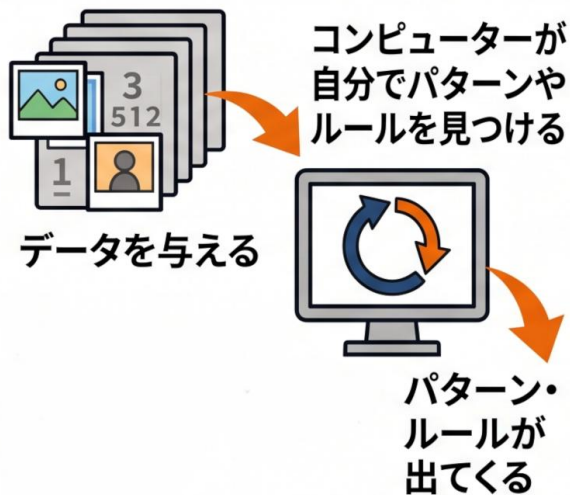 3
512
1
データを与える
コンピューターが
自分でパターンや
ルールを見つける
パターン・
ルールが
出てくる